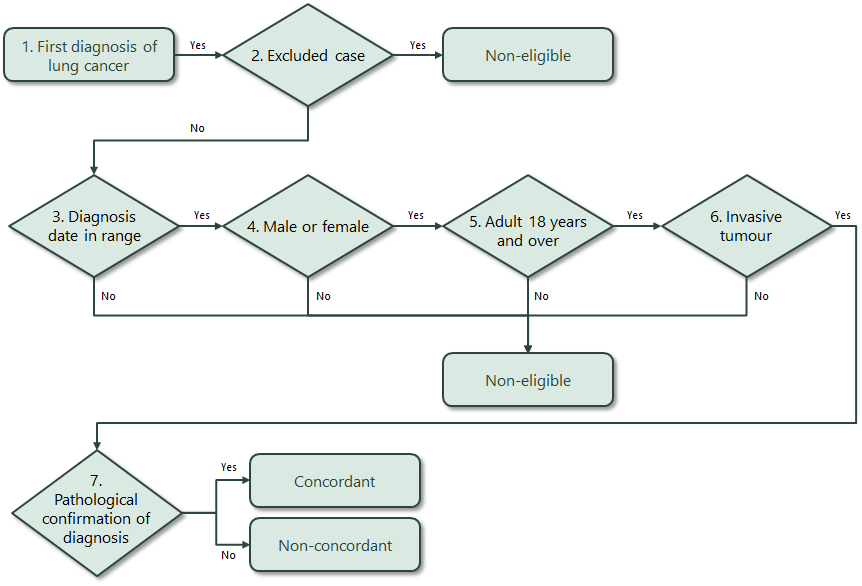 1. First diagnosis of
lung cancer
Yes
2. Excluded case
Yes
Non-eligible
No
3. Diagnosis
date in range
Yes
4. Male or female
Yes
5. Adult 18 years
and over
Yes
6. Invasive
tumour
Yes
No
No
No
No
Non-eligible
7.
Pathological
confirmation of
diagnosis
Yes
Concordant
No
Non-concordant